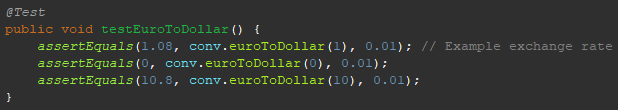 @Test
public void testEuroToDollar() {
    assertEquals(1.08, conv.euroToDollar(1), 0.01); // Example exchange rate
    assertEquals(0, conv.euroToDollar(0), 0.01);
    assertEquals(10.8, conv.euroToDollar(10), 0.01);
}